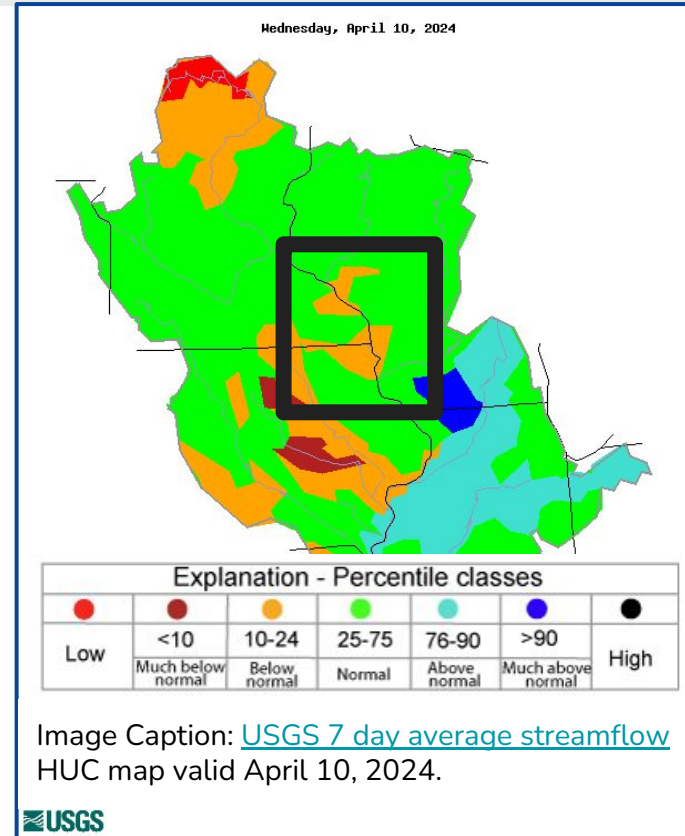 Wednesday, April 10, 2024
Explanation - Percentile classes
Low
<10
10-24
25-75
76-90
>90
High
Much below normal
Below normal
Normal
Above normal
Much above normal
Image Caption: USGS 7 day average streamflow
HUC map valid April 10, 2024.
USGS